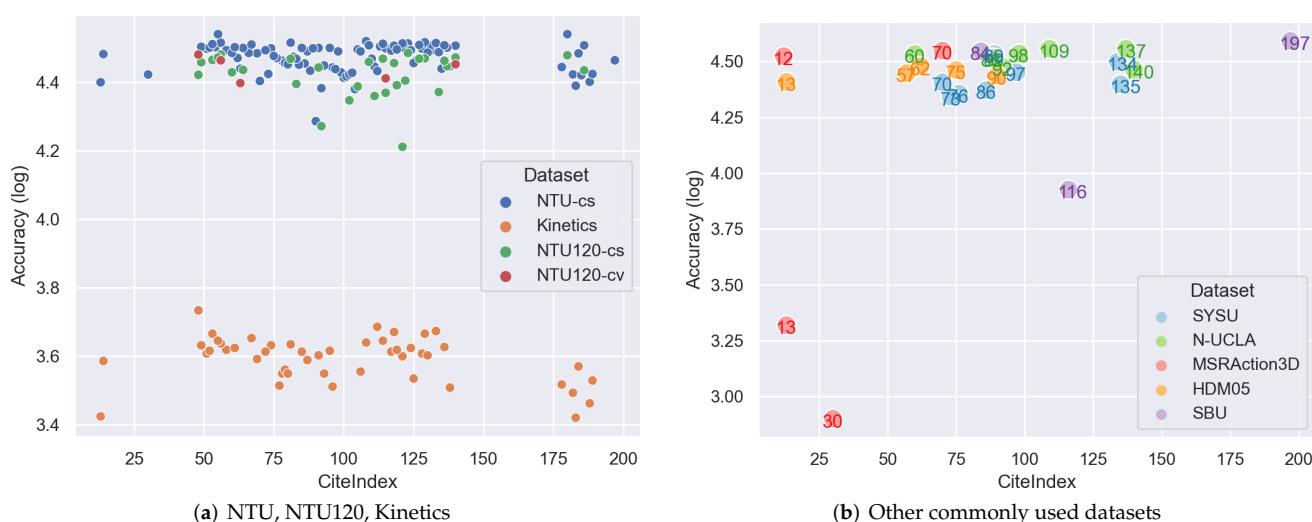 4.4
4.2
4.0
3.8
3.6
3.4
Accuracy (log)
Dataset
NTU-cs
Kinetics
NTU120-cs
NTU120-cv
25 50 75 100 125 150 175 200
CiteIndex
(a) NTU, NTU120, Kinetics
4.50
4.25
4.00
3.75
3.50
3.25
3.00
Accuracy (log)
12
13
57
62
60
70
70
75
73
76
84
86
90
92
97
98
109
137
134
140
135
197
116
13
30
Dataset
SYSU
N-UCLA
MSRAction3D
HDM05
SBU
25 50 75 100 125 150 175 200
CiteIndex
(b) Other commonly used datasets